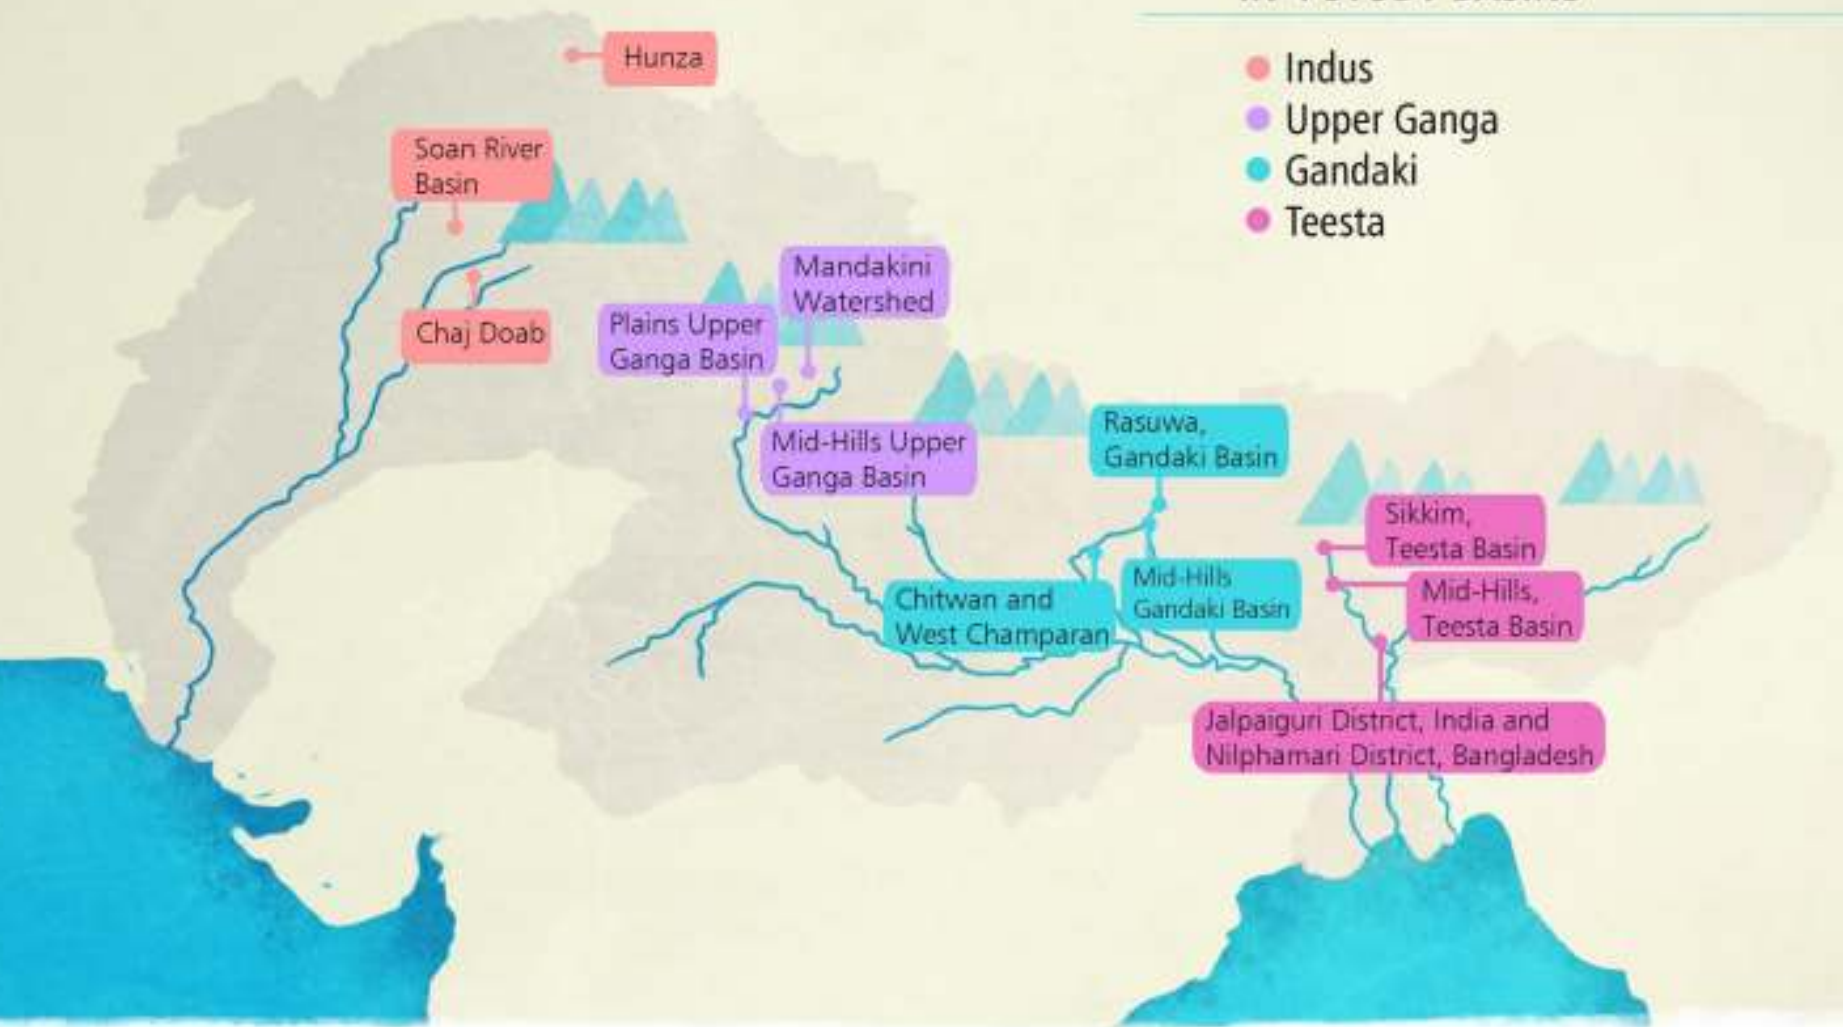 Indus
Upper Ganga
Gandaki
Teesta
Hunza
Soan River
Basin
Chaj Doab
Mandakini
Watershed
Plains Upper
Ganga Basin
Mid-Hills Upper
Ganga Basin
Rasuwa,
Gandaki Basin
Chitwan and
West Champaran
Mid-Hills
Gandaki Basin
Sikkim,
Teesta Basin
Mid-Hills,
Teesta Basin
Jalpaiguri District, India and
Nilphamari District, Bangladesh